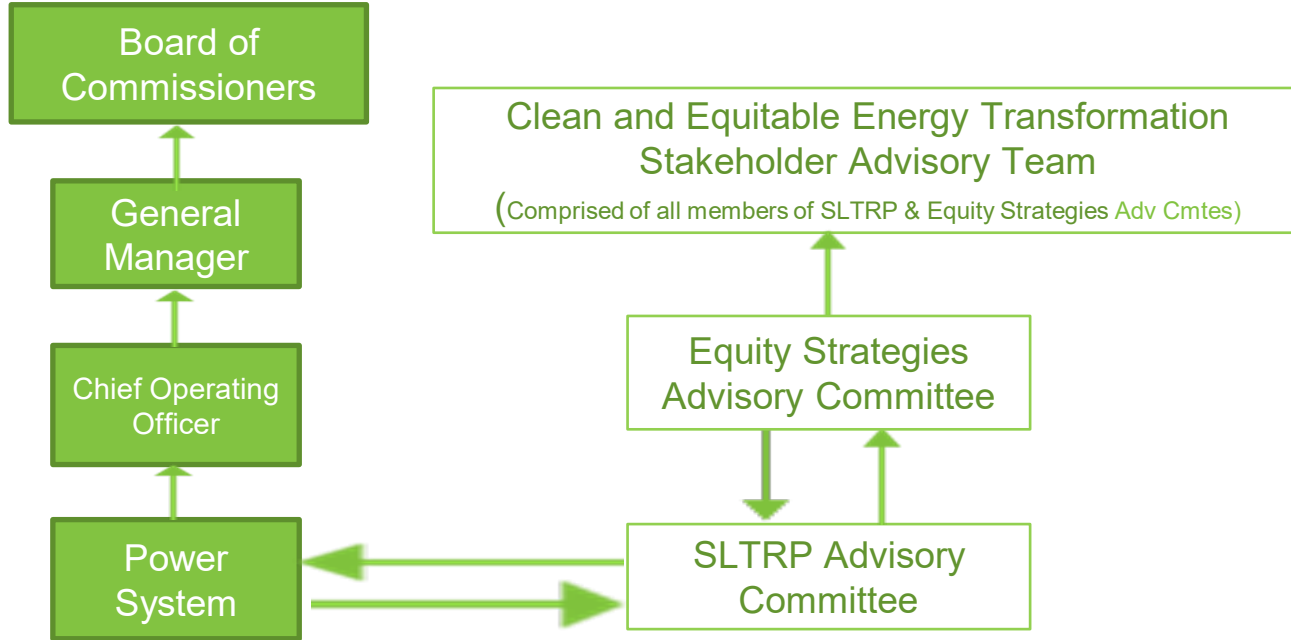 Board of
Commissioners
General
Manager
Chief Operating
Officer
Power
System
Clean and Equitable Energy Transformation
Stakeholder Advisory Team
(Comprised of all members of SLTRP & Equity Strategies Adv Cmtes)
Equity Strategies
Advisory Committee
SLTRP Advisory
Committee